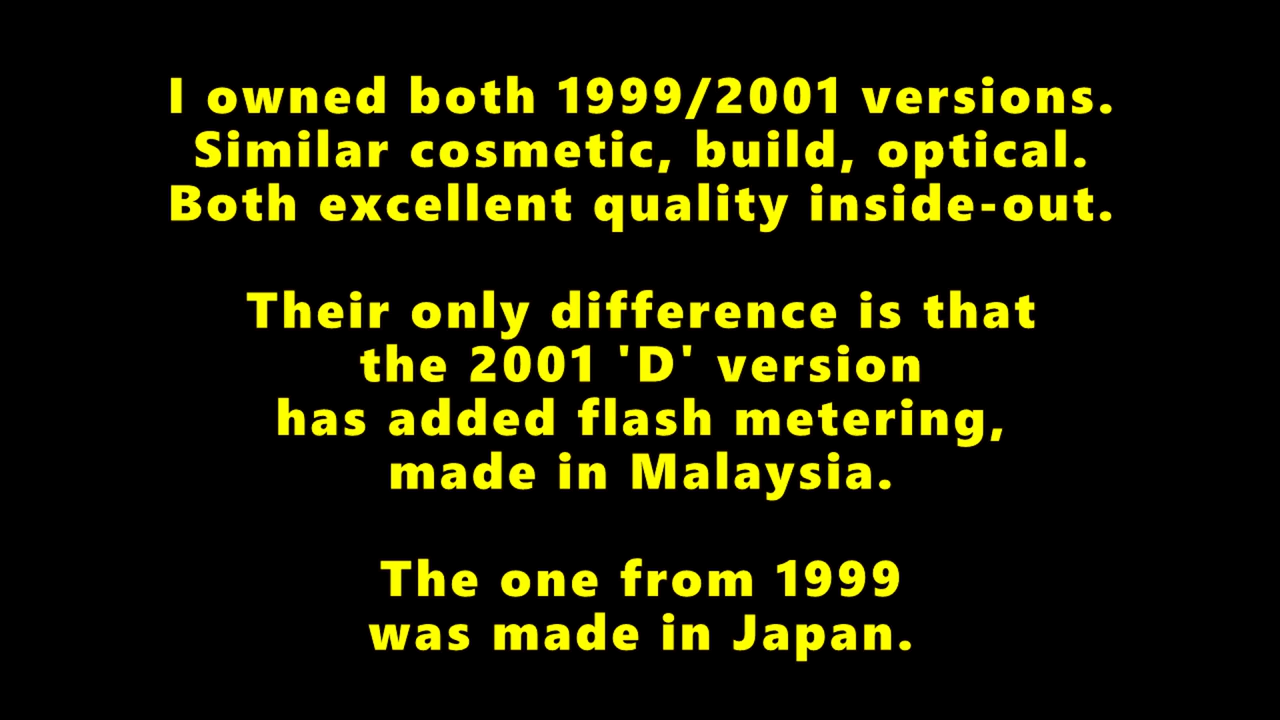 I owned both 1999/2001 versions.
Similar cosmetic, build, optical.
Both excellent quality inside-out.
Their only difference is that
the 2001 'D' version
has added flash metering,
made in Malaysia.
The one from 1999
was made in Japan.